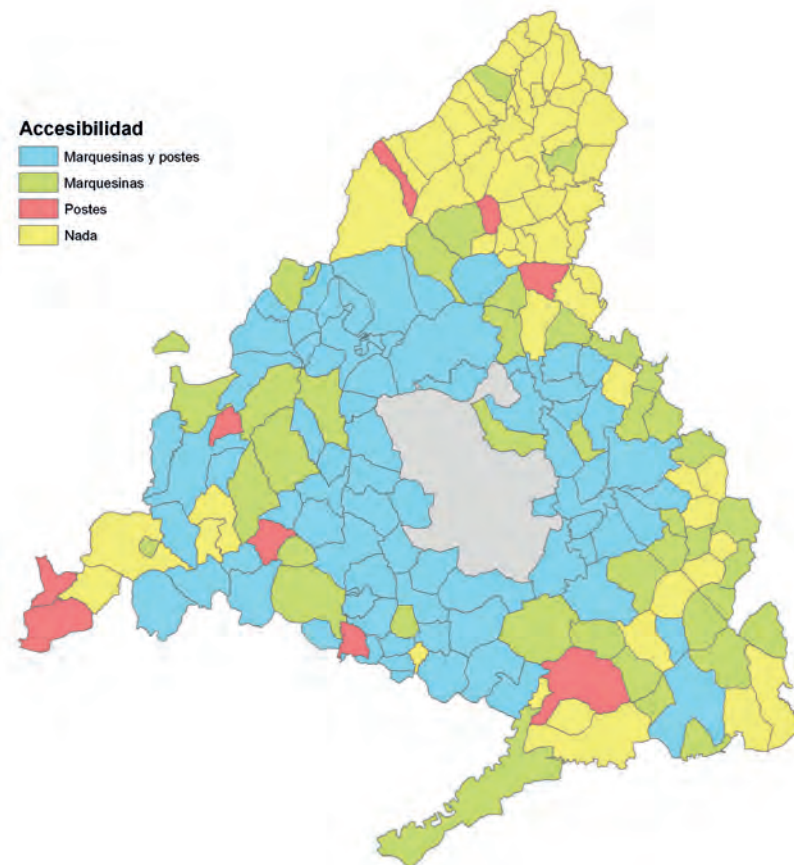 Accesibilidad
Marquesinas y postes
Marquesinas
Postes
Nada